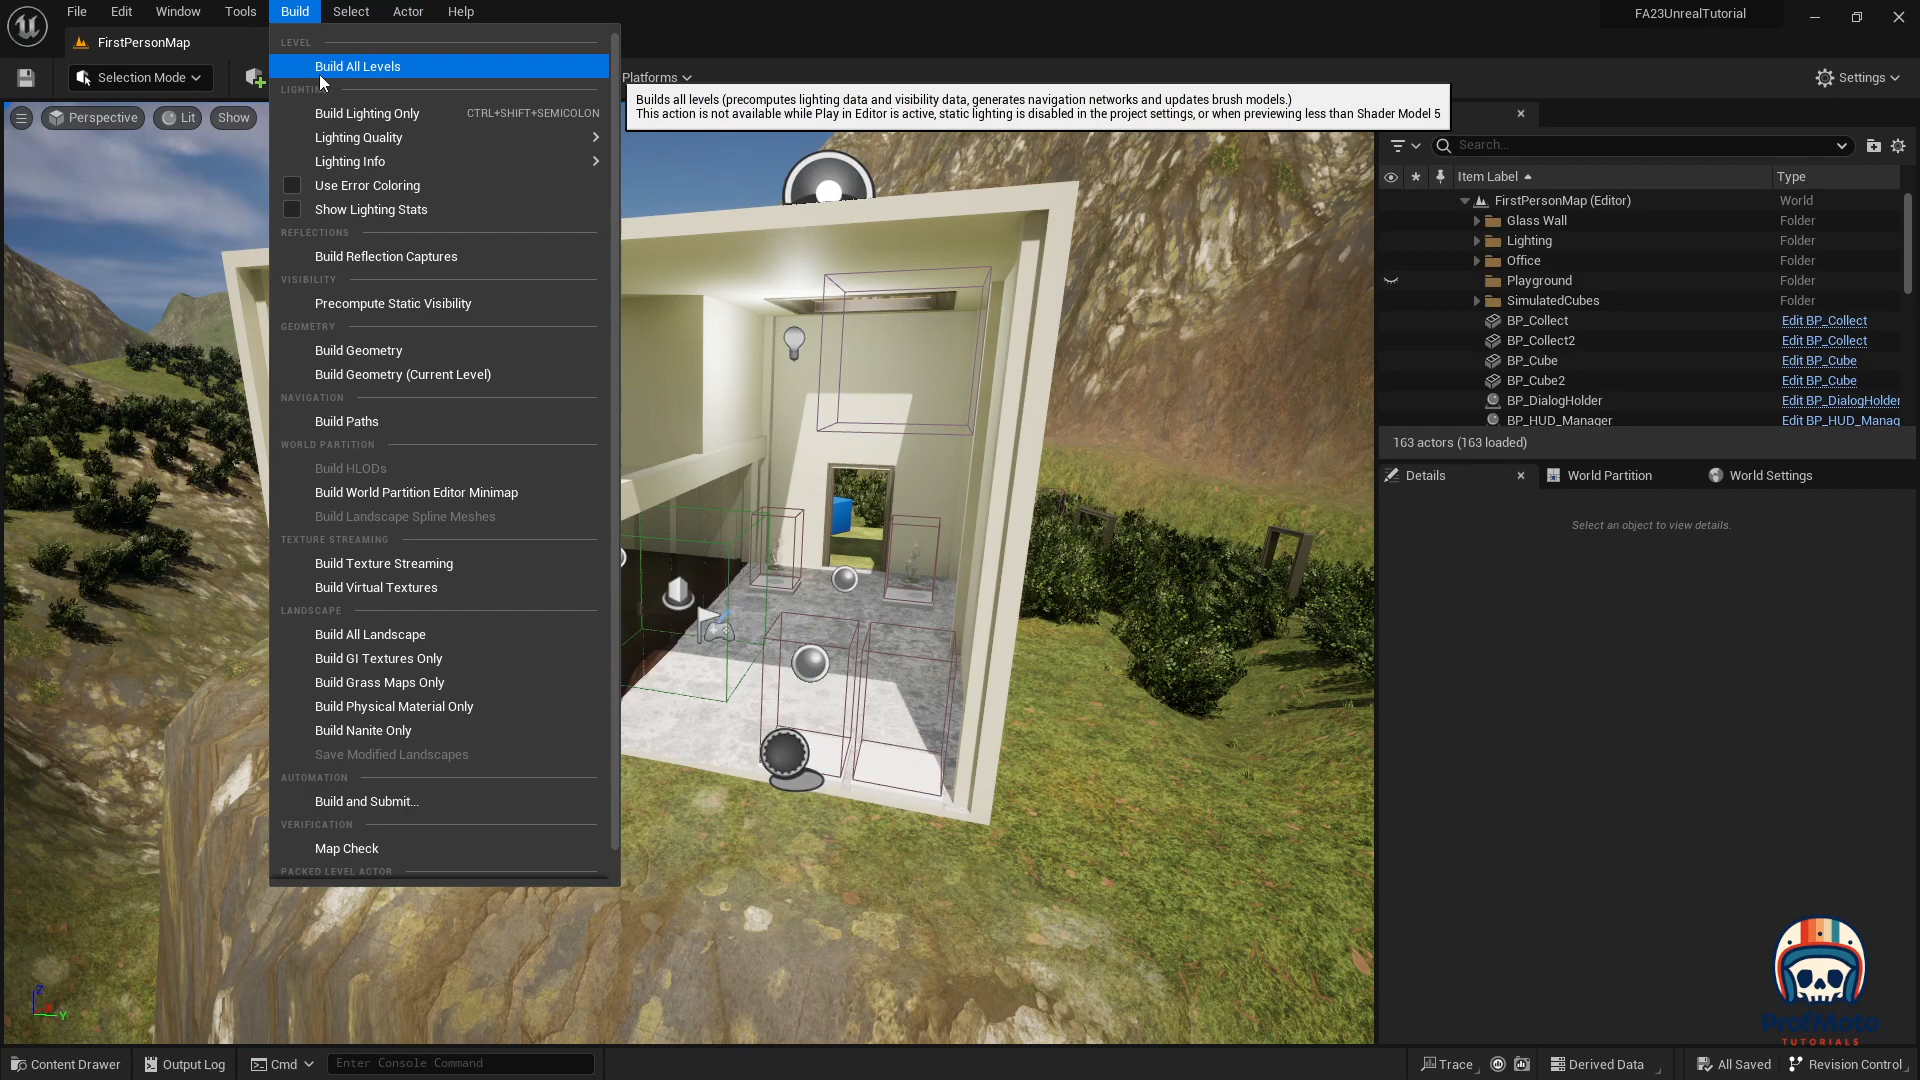 File Edit Window Tools Build Select Actor Help
FA23UnrealTutorial
FirstPersonMap
Selection Mode
Platforms
Settings
Perspective
Lit
Show
LEVEL
Build All Levels
LIGHTIN
Build Lighting Only CTRL+SHIFT+SEMICOLON
Lighting Quality
Lighting Info
Use Error Coloring
Show Lighting Stats
REFLECTIONS
Build Reflection Captures
VISIBILITY
Precompute Static Visibility
GEOMETRY
Build Geometry
Build Geometry (Current Level)
NAVIGATION
Build Paths
WORLD PARTITION
Build HLODs
Build World Partition Editor Minimap
Build Landscape Spline Meshes
TEXTURE STREAMING
Build Texture Streaming
Build Virtual Textures
LANDSCAPE
Build All Landscape
Build GI Textures Only
Build Grass Maps Only
Build Physical Material Only
Build Nanite Only
Save Modified Landscapes
AUTOMATION
Build and Submit...
VERIFICATION
Map Check
PACKED LEVEL ACTOR
Builds all levels (precomputes lighting data and visibility data, generates navigation networks and updates brush models.)
This action is not available while Play in Editor is active, static lighting is disabled in the project settings, or when previewing less than Shader Model 5
Search...
Item Label Type
FirstPersonMap (Editor) World
Glass Wall Folder
Lighting Folder
Office Folder
Playground Folder
SimulatedCubes Folder
BP_Collect Edit BP_Collect
BP_Collect2 Edit BP_Collect
BP_Cube Edit BP_Cube
BP_Cube2 Edit BP_Cube
BP_DialogHolder Edit BP_DialogHolder
BP_HUD_Manager Edit BP_HUD_Manag
163 actors (163 loaded)
Details
World Partition
World Settings
Select an object to view details.
Z
Y
ProfMoto
TUTORIALS
Content Drawer
Output Log
Cmd
Enter Console Command
Trace
Derived Data
All Saved
Revision Control